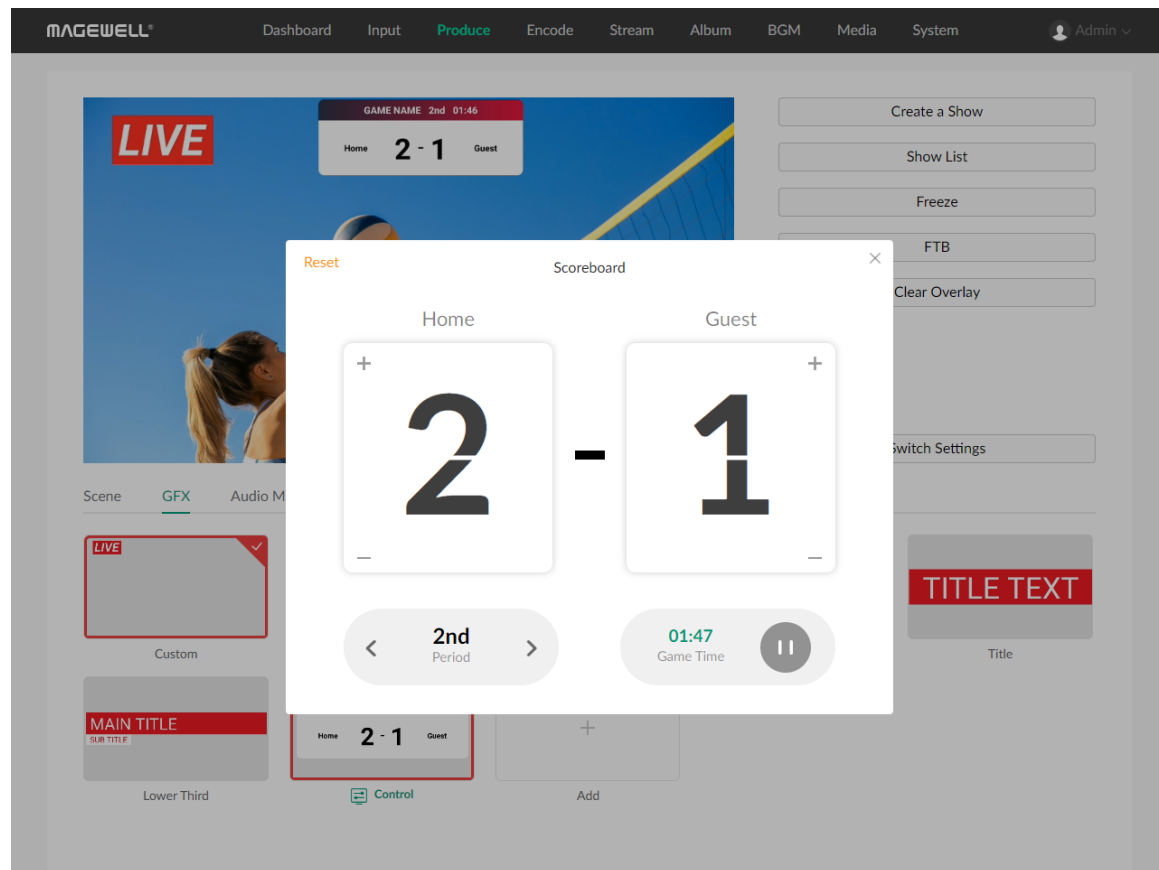 MAGEWELL®
Dashboard Input Produce Encode Stream Album BGM Media System Admin
LIVE
GAME NAME 2nd 01:46
Home 2 - 1 Guest
Create a Show
Show List
Freeze
FTB
Clear Overlay
Switch Settings
Reset Scoreboard
Home Guest
+ +
2 - 1
− −
< 2nd > 01:47
Period Game Time
Scene GFX Audio M
LIVE
Custom
TITLE TEXT
Title
MAIN TITLE
SUB TITLE
Lower Third
Home 2 - 1 Guest
Control
+
Add